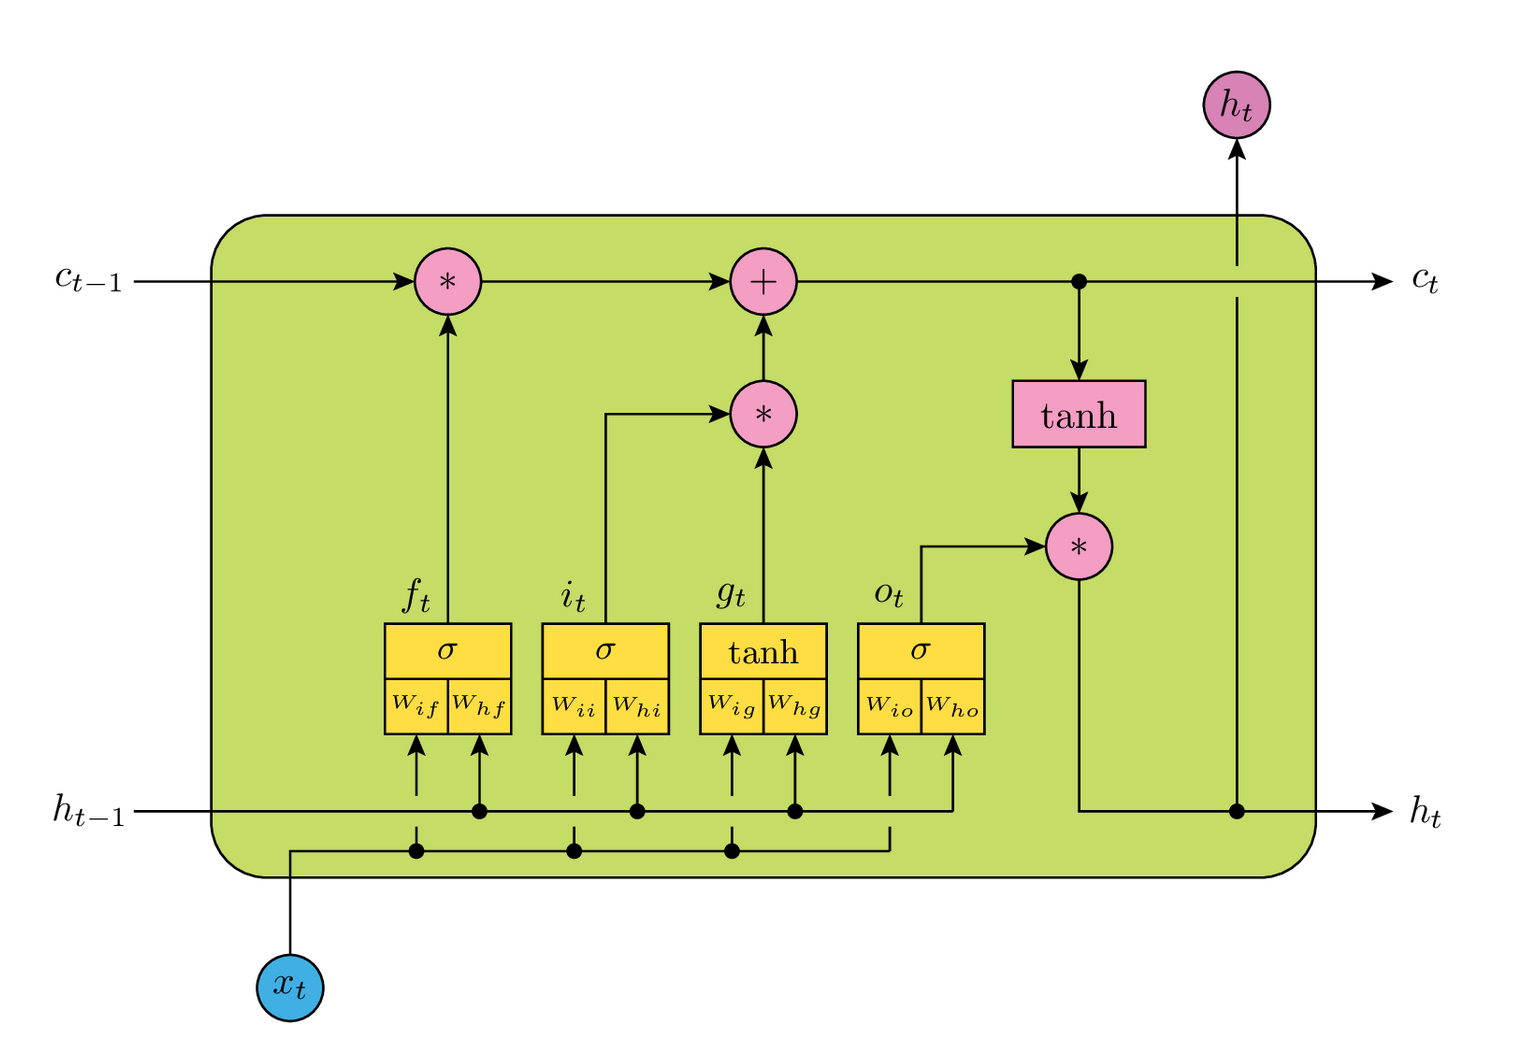 h_t
c_{t-1} * + c_t
* tanh
*
f_t i_t g_t o_t
σ σ tanh σ
W_{if} W_{hf} W_{ii} W_{hi} W_{ig} W_{hg} W_{io} W_{ho}
h_{t-1} h_t
x_t